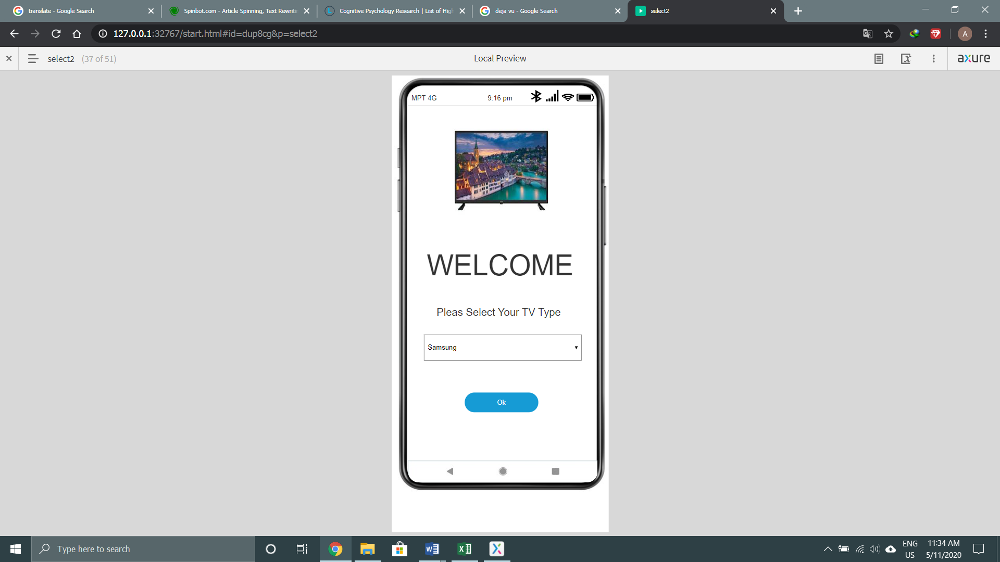 translate - Google Search
Spinbot.com - Article Spinning, Text Rewritin
Cognitive Psychology Research | List of High
deja vu - Google Search
select2
127.0.0.1:32767/start.html#id=dup8cg&p=select2
A
select2 (37 of 51)
Local Preview
axure
MPT 4G
9:16 pm
WELCOME
Pleas Select Your TV Type
Samsung
Ok
Type here to search
ENG
US
11:34 AM
5/11/2020